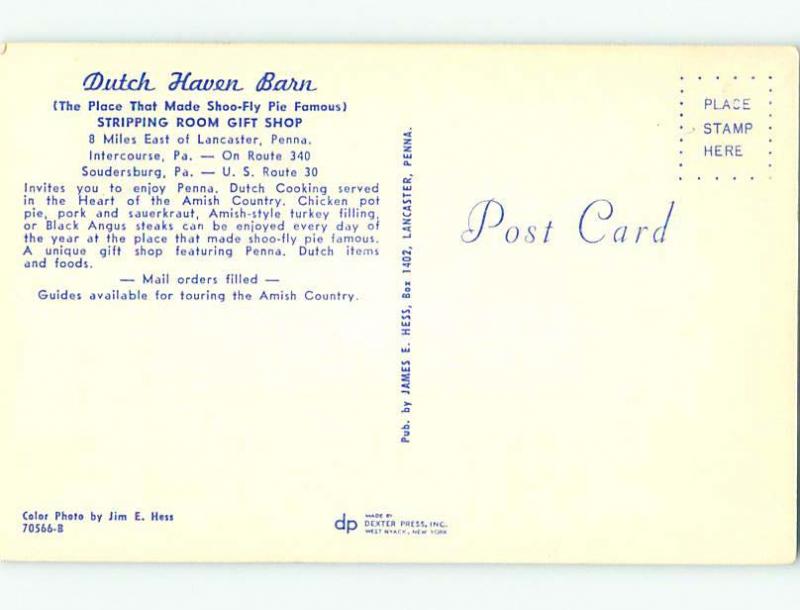 Dutch Haven Barn
(The Place That Made Shoo-Fly Pie Famous)
STRIPPING ROOM GIFT SHOP
8 Miles East of Lancaster, Penna.
Intercourse, Pa. — On Route 340
Soudersburg, Pa. — U. S. Route 30
Invites you to enjoy Penna. Dutch Cooking served
in the Heart of the Amish Country. Chicken pot
pie, pork and sauerkraut, Amish-style turkey filling,
or Black Angus steaks can be enjoyed every day of
the year at the place that made shoo-fly pie famous.
A unique gift shop featuring Penna. Dutch items
and foods.
— Mail orders filled —
Guides available for touring the Amish Country.
Color Photo by Jim E. Hess
70566-B
Pub. by JAMES E. HESS, Box 1402, LANCASTER, PENNA.
dp
MADE BY
DEXTER PRESS, INC.
WEST NYACK, NEW YORK
PLACE
STAMP
HERE
Post Card